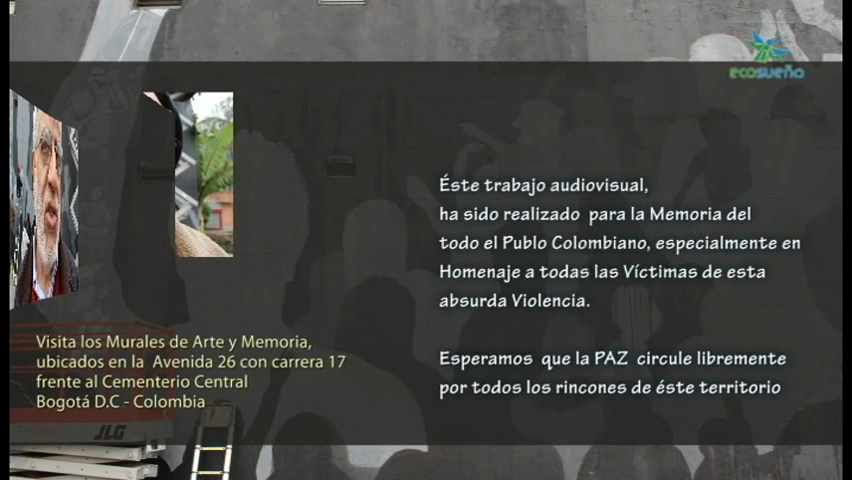 ecosueño
Éste trabajo audiovisual,
ha sido realizado para la Memoria del
todo el Publo Colombiano, especialmente en
Homenaje a todas las Víctimas de esta
absurda Violencia.
Esperamos que la PAZ circule libremente
por todos los rincones de éste territorio
Visita los Murales de Arte y Memoria,
ubicados en la Avenida 26 con carrera 17
frente al Cementerio Central
Bogotá D.C - Colombia
JLG